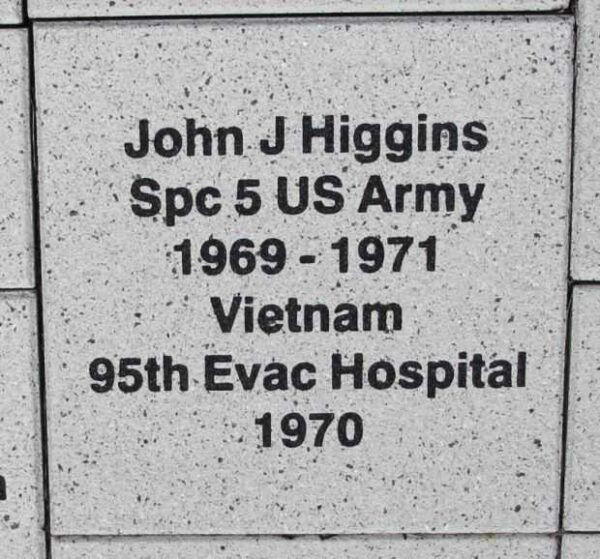 John J Higgins
Spc 5 US Army
1969 - 1971
Vietnam
95th Evac Hospital
1970